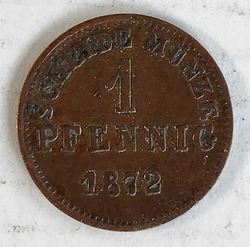 SCHEIDE MÜNZE
1
PFENNIG
1872